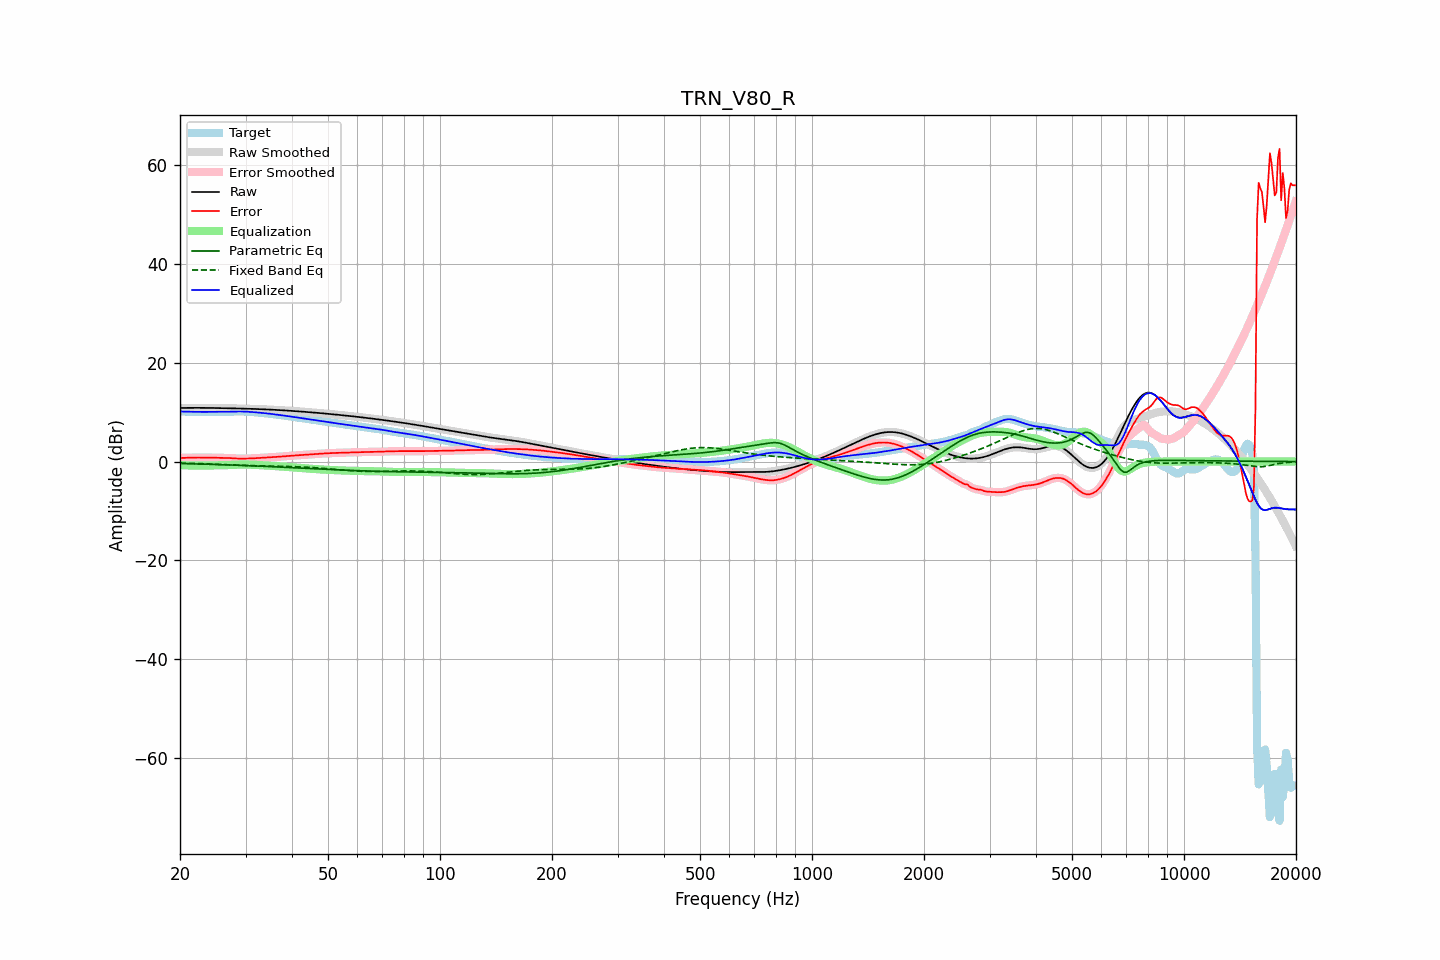 TRN_V80_R
Target
Raw Smoothed
Error Smoothed
Raw
Error
Equalization
Parametric Eq
Fixed Band Eq
Equalized
60
40
20
0
−20
−40
−60
Amplitude (dBr)
20
50
100
200
500
1000
2000
5000
10000
20000
Frequency (Hz)